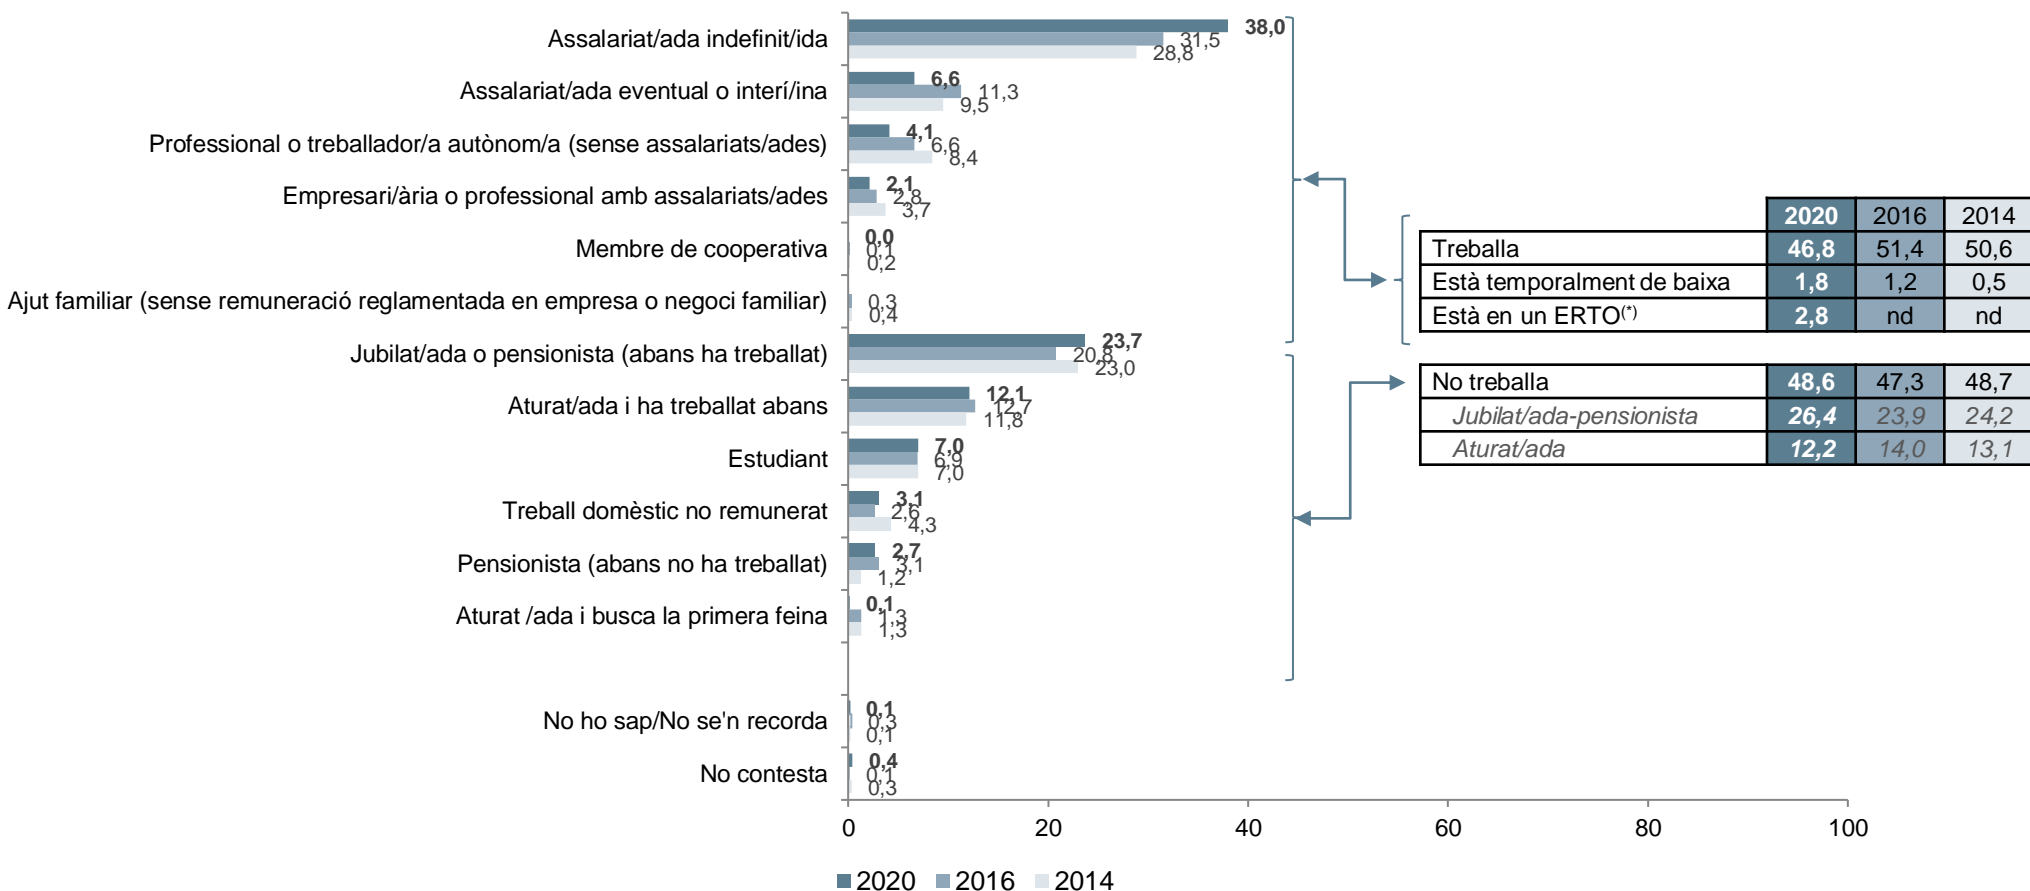 Assalariat/ada indefinit/ida
38,0
31,5
28,8
Assalariat/ada eventual o interí/ina
6,6
11,3
9,5
Professional o treballador/a autònom/a (sense assalariats/ades)
4,1
6,6
8,4
Empresari/ària o professional amb assalariats/ades
2,1
2,8
3,7
Membre de cooperativa
0,0
0,1
0,2
Ajut familiar (sense remuneració reglamentada en empresa o negoci familiar)
0,3
0,4
Jubilat/ada o pensionista (abans ha treballat)
23,7
20,8
23,0
Aturat/ada i ha treballat abans
12,1
12,7
11,8
Estudiant
7,0
6,9
7,0
Treball domèstic no remunerat
3,1
2,6
4,3
Pensionista (abans no ha treballat)
2,7
3,1
1,2
Aturat /ada i busca la primera feina
0,1
1,3
1,3
No ho sap/No se'n recorda
0,1
0,3
0,1
No contesta
0,4
0,1
0,3
0 20 40 60 80 100
2020 2016 2014
2020 2016 2014
Treballa 46,8 51,4 50,6
Està temporalment de baixa 1,8 1,2 0,5
Està en un ERTO(*) 2,8 nd nd
No treballa 48,6 47,3 48,7
Jubilat/ada-pensionista 26,4 23,9 24,2
Aturat/ada 12,2 14,0 13,1